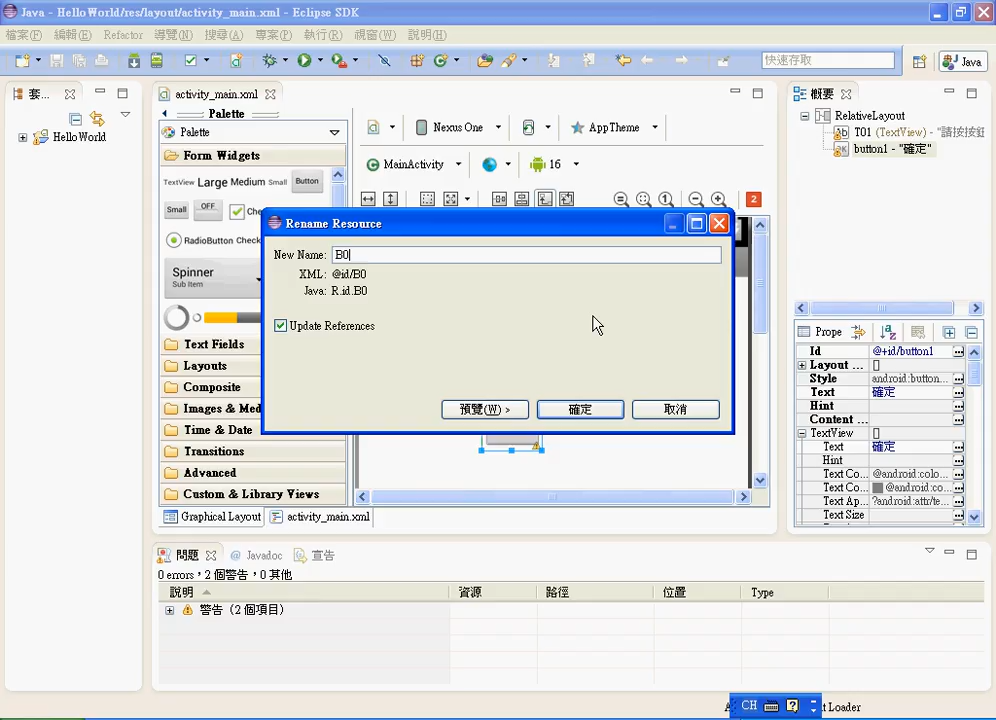 Java - HelloWorld/res/layout/activity_main.xml - Eclipse SDK
檔案(F) 編輯(E) Refactor 導覽(N) 搜尋(A) 專案(P) 執行(R) 視窗(W) 說明(H)
快速存取
Java
套...
activity_main.xml
概要
Palette
Palette
Form Widgets
TextView Large Medium Small Button
Small OFF
RadioButton
Spinner
Sub Item
Text Fields
Layouts
Composite
Images & Med
Time & Date
Transitions
Advanced
Custom & Library Views
HelloWorld
Nexus One
AppTheme
MainActivity
16
2
RelativeLayout
T01 (TextView) - "請按按鈕
button1 - "確定"
Rename Resource
New Name: B0
XML: @id/B0
Java: R.id.B0
Update References
預覽(W) >
確定
取消
Prope
Id @+id/button1
Layout ... []
Style android:button...
Text 確定
Hint
Content ...
TextView []
Text 確定
Hint
Text Co... @android:colo...
Text Co... @android:co...
Text Ap... ?android:attr/te...
Text Size
Graphical Layout
activity_main.xml
問題
@ Javadoc
宣告
0 errors，2 個警告，0 其他
說明 資源 路徑 位置 Type
警告 (2 個項目)
CH
t Loader